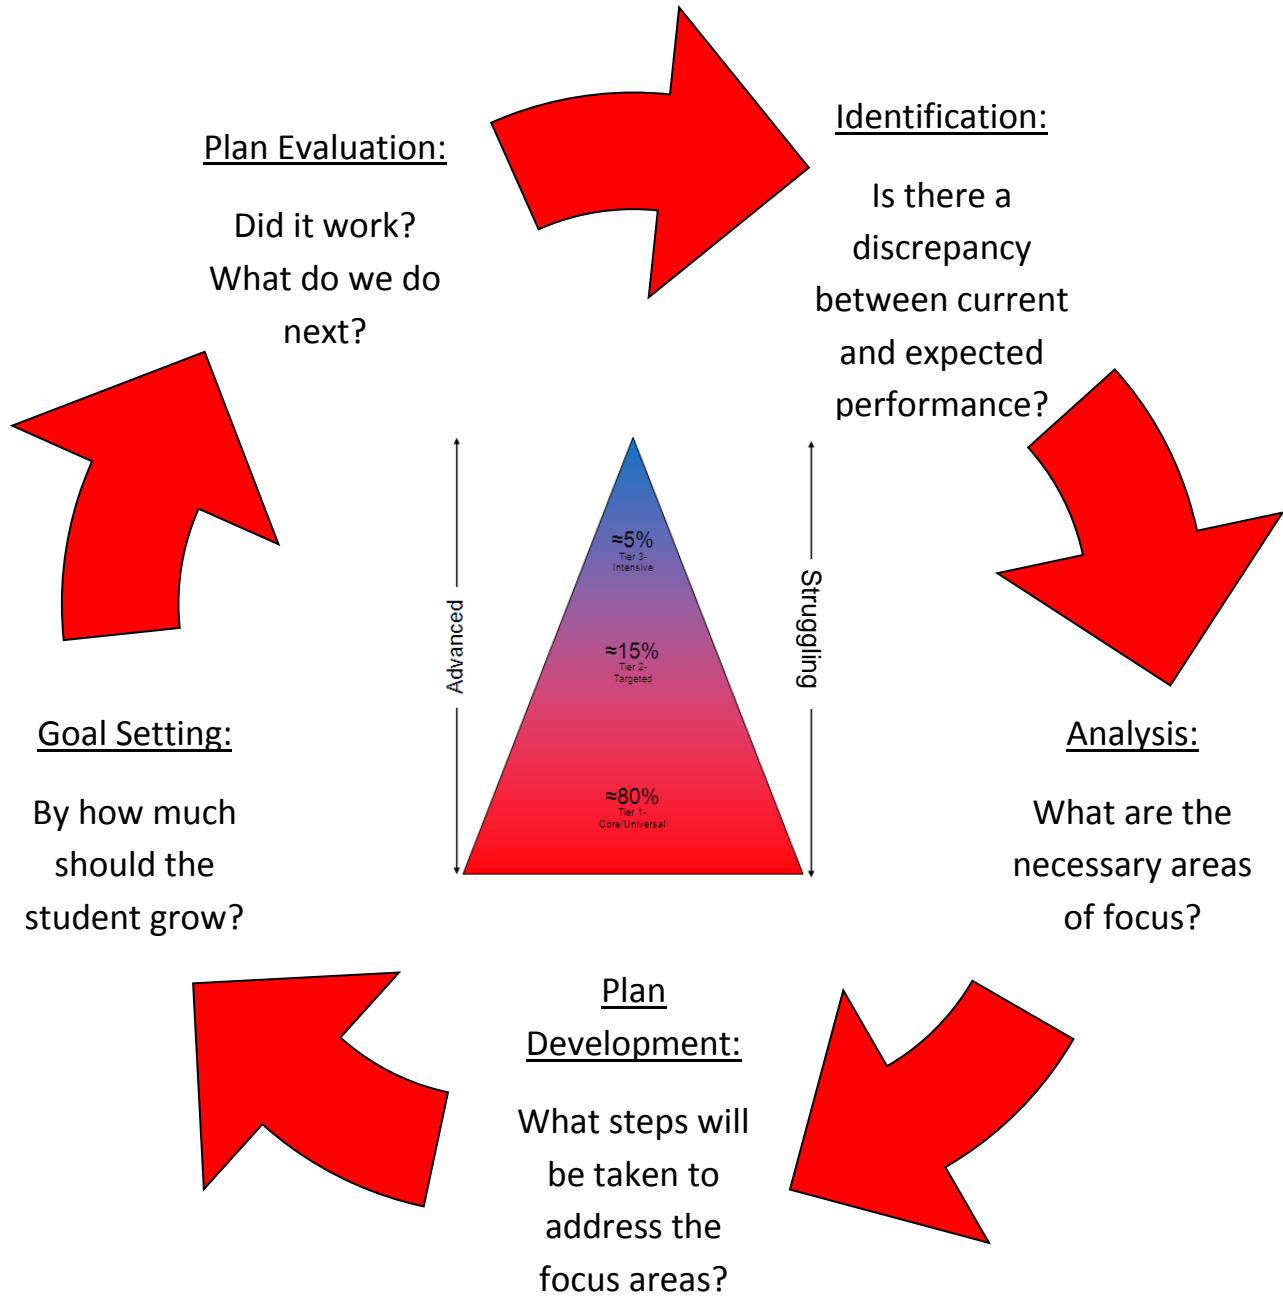 Plan Evaluation:
Did it work?
What do we do
next?
Identification:
Is there a
discrepancy
between current
and expected
performance?
Advanced
≈5%
Tier 3-
Intensive
≈15%
Tier 2-
Targeted
≈80%
Tier 1-
Core/Universal
Struggling
Goal Setting:
By how much
should the
student grow?
Analysis:
What are the
necessary areas
of focus?
Plan
Development:
What steps will
be taken to
address the
focus areas?